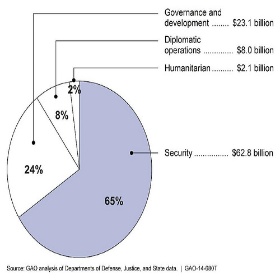 Governance and
development ........ $23.1 billion
Diplomatic
operations ........ $8.0 billion
Humanitarian ........ $2.1 billion
2%
8%
Security ................ $62.8 billion
24%
65%
Source: GAO analysis of Departments of Defense, Justice, and State data. | GAO-14-680T